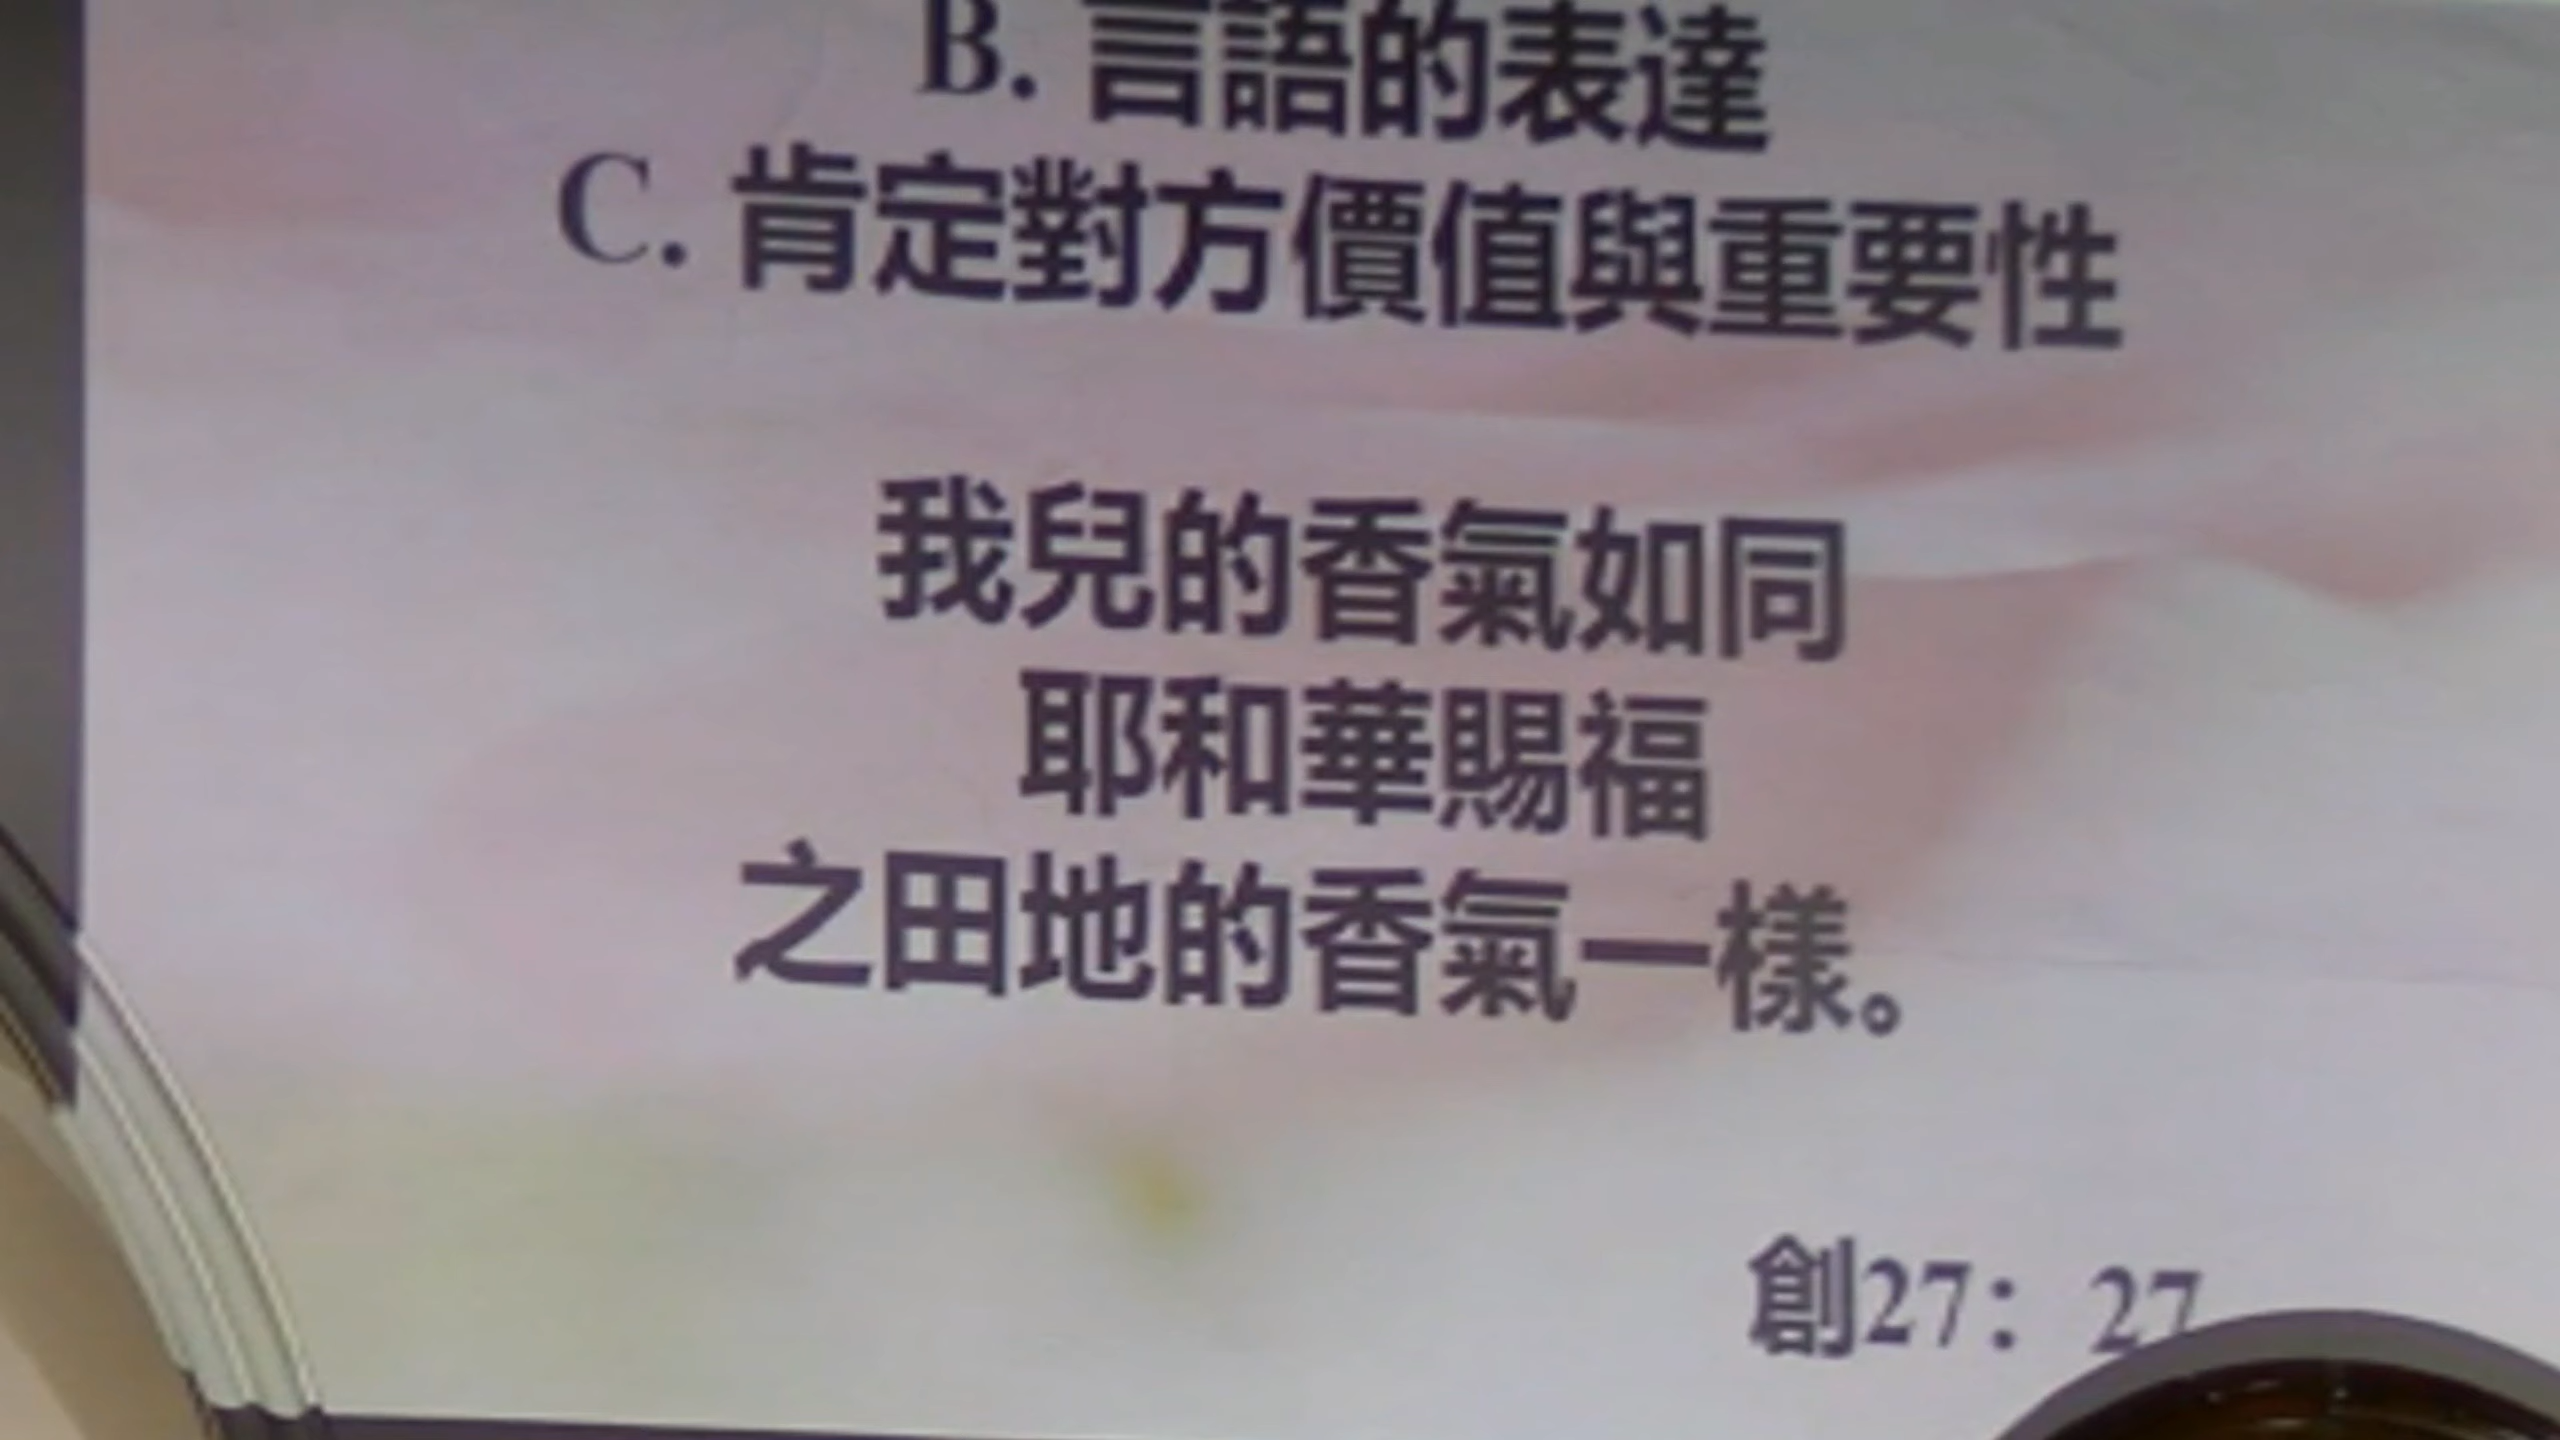 B. 言語的表達
C. 肯定對方價值與重要性
我兒的香氣如同
耶和華賜福
之田地的香氣一樣。
創27：27